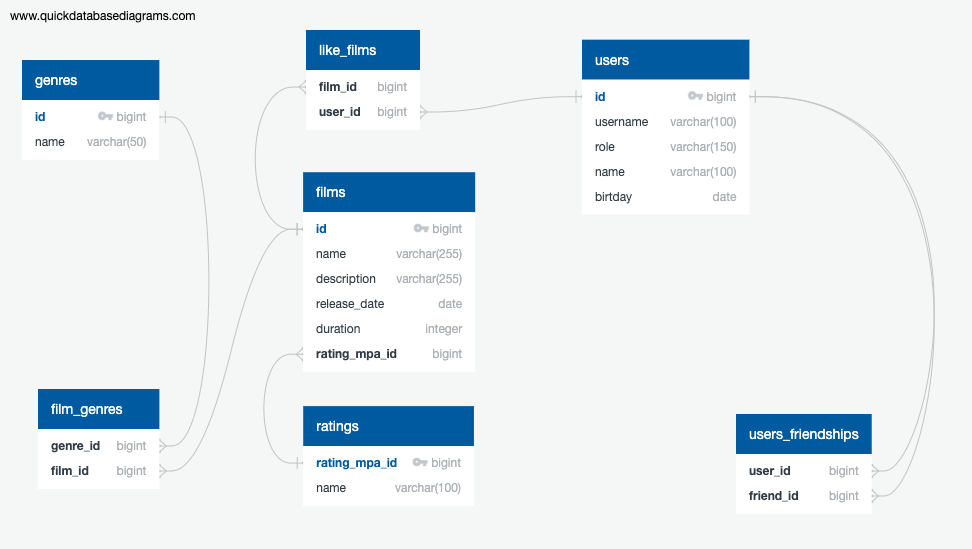 www.quickdatabasediagrams.com
genres
id bigint
name varchar(50)
like_films
film_id bigint
user_id bigint
users
id bigint
username varchar(100)
role varchar(150)
name varchar(100)
birtday date
films
id bigint
name varchar(255)
description varchar(255)
release_date date
duration integer
rating_mpa_id bigint
film_genres
genre_id bigint
film_id bigint
ratings
rating_mpa_id bigint
name varchar(100)
users_friendships
user_id bigint
friend_id bigint